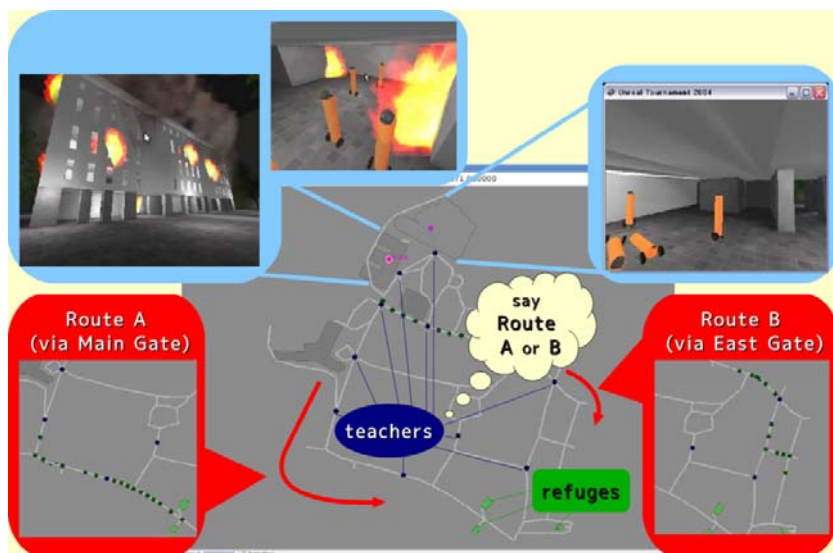 Unreal Tournament 2004
Route A
(via Main Gate)
say
Route
A or B
Route B
(via East Gate)
teachers
refuges